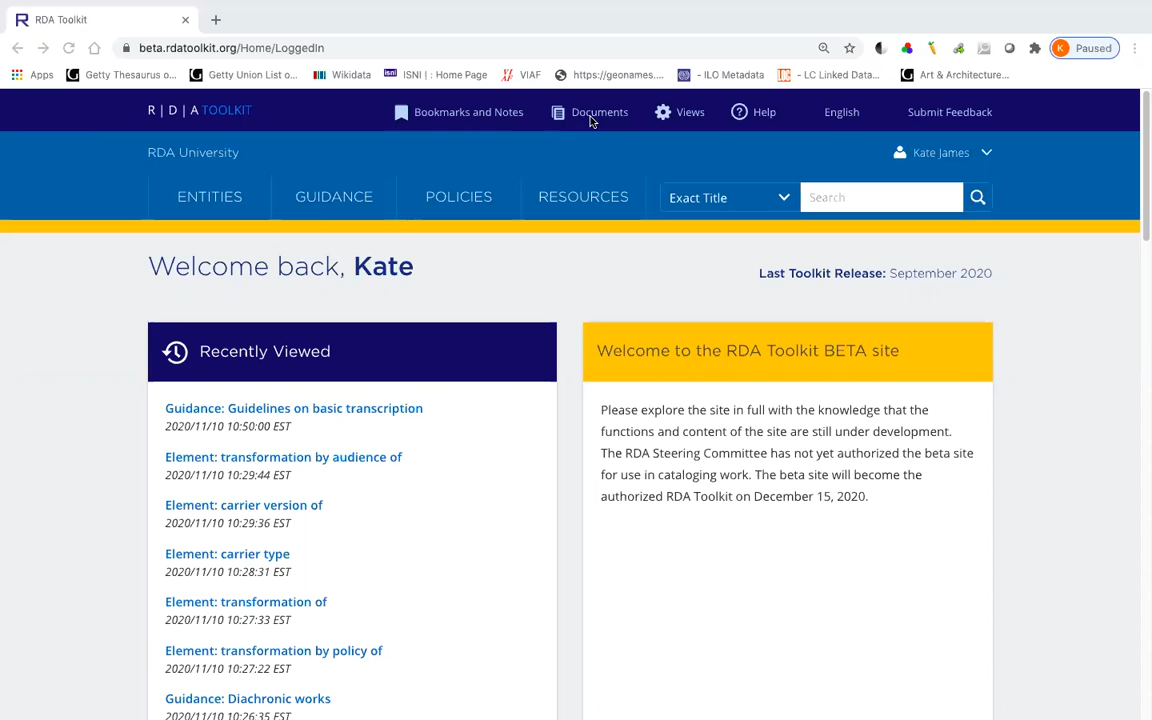 RDA Toolkit
beta.rdatoolkit.org/Home/LoggedIn
K Paused
Apps Getty Thesaurus o... Getty Union List o... Wikidata ISNI | : Home Page VIAF https://geonames.... - ILO Metadata - LC Linked Data... Art & Architecture...
R | D | A TOOLKIT Bookmarks and Notes Documents Views Help English Submit Feedback
RDA University Kate James
ENTITIES GUIDANCE POLICIES RESOURCES Exact Title Search
Welcome back, Kate
Last Toolkit Release: September 2020
Recently Viewed
Guidance: Guidelines on basic transcription
2020/11/10 10:50:00 EST
Element: transformation by audience of
2020/11/10 10:29:44 EST
Element: carrier version of
2020/11/10 10:29:36 EST
Element: carrier type
2020/11/10 10:28:31 EST
Element: transformation of
2020/11/10 10:27:33 EST
Element: transformation by policy of
2020/11/10 10:27:22 EST
Guidance: Diachronic works
2020/11/10 10:26:35 EST
Welcome to the RDA Toolkit BETA site
Please explore the site in full with the knowledge that the
functions and content of the site are still under development.
The RDA Steering Committee has not yet authorized the beta site
for use in cataloging work. The beta site will become the
authorized RDA Toolkit on December 15, 2020.